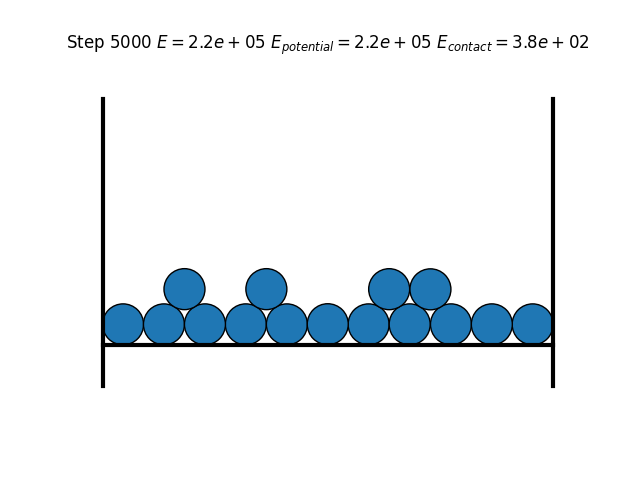 Step 5000 E = 2.2e + 05 E_potential = 2.2e + 05 E_contact = 3.8e + 02